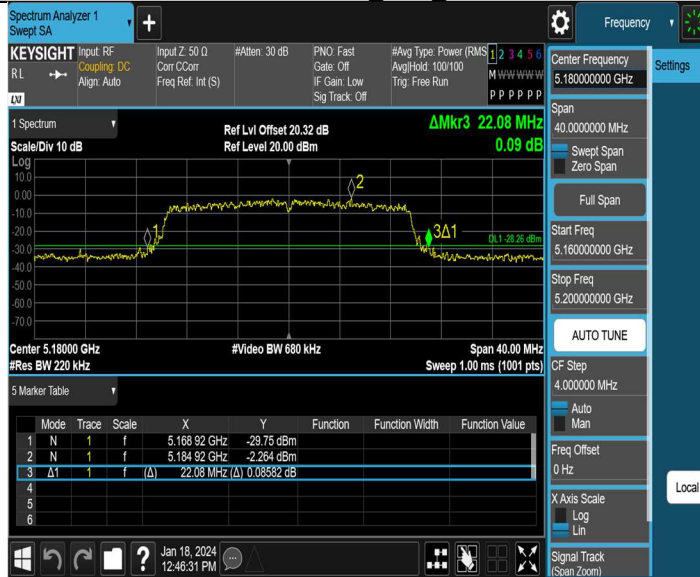 Spectrum Analyzer 1
Swept SA
+
Frequency
KEYSIGHT
RL
LXI
Input: RF
Coupling: DC
Align: Auto
Input Z: 50 Ω
Corr CCorr
Freq Ref: Int (S)
#Atten: 30 dB
PNO: Fast
Gate: Off
IF Gain: Low
Sig Track: Off
#Avg Type: Power (RMS
Avg|Hold: 100/100
Trig: Free Run
1 2 3 4 5 6
M W W W W W
P P P P P P
Center Frequency
5.180000000 GHz
Settings
Span
40.0000000 MHz
Swept Span
Zero Span
Full Span
Start Freq
5.160000000 GHz
Stop Freq
5.200000000 GHz
AUTO TUNE
CF Step
4.000000 MHz
Auto
Man
Freq Offset
0 Hz
X Axis Scale
Log
Lin
Signal Track
(Span Zoom)
Local
1 Spectrum
Scale/Div 10 dB
Ref Lvl Offset 20.32 dB
Ref Level 20.00 dBm
ΔMkr3 22.08 MHz
0.09 dB
Log
10.0
0.00
-10.0
-20.0
-30.0
-40.0
-50.0
-60.0
-70.0
1
2
3Δ1
DL1 -28.26 dBm
Center 5.18000 GHz
#Video BW 680 kHz
Span 40.00 MHz
#Res BW 220 kHz
Sweep 1.00 ms (1001 pts)
5 Marker Table
Mode Trace Scale X Y Function Function Width Function Value
1 N 1 f 5.168 92 GHz -29.75 dBm
2 N 1 f 5.184 92 GHz -2.264 dBm
3 Δ1 1 f (Δ) 22.08 MHz (Δ) 0.08582 dB
4
5
6
?
Jan 18, 2024
12:46:31 PM